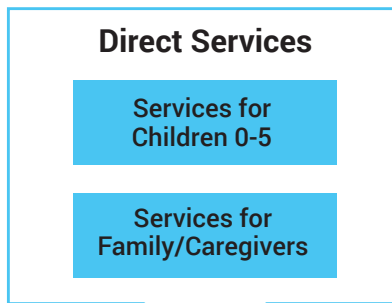 Direct Services
Services for
Children 0-5
Services for
Family/Caregivers